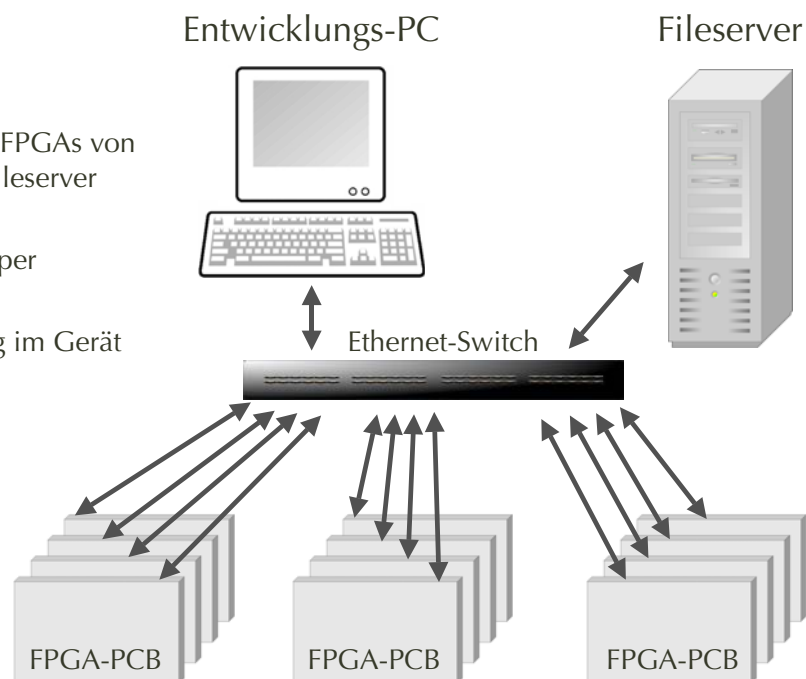 Entwicklungs-PC
Fileserver
FPGAs von
leserver
per
g im Gerät
Ethernet-Switch
FPGA-PCB
FPGA-PCB
FPGA-PCB